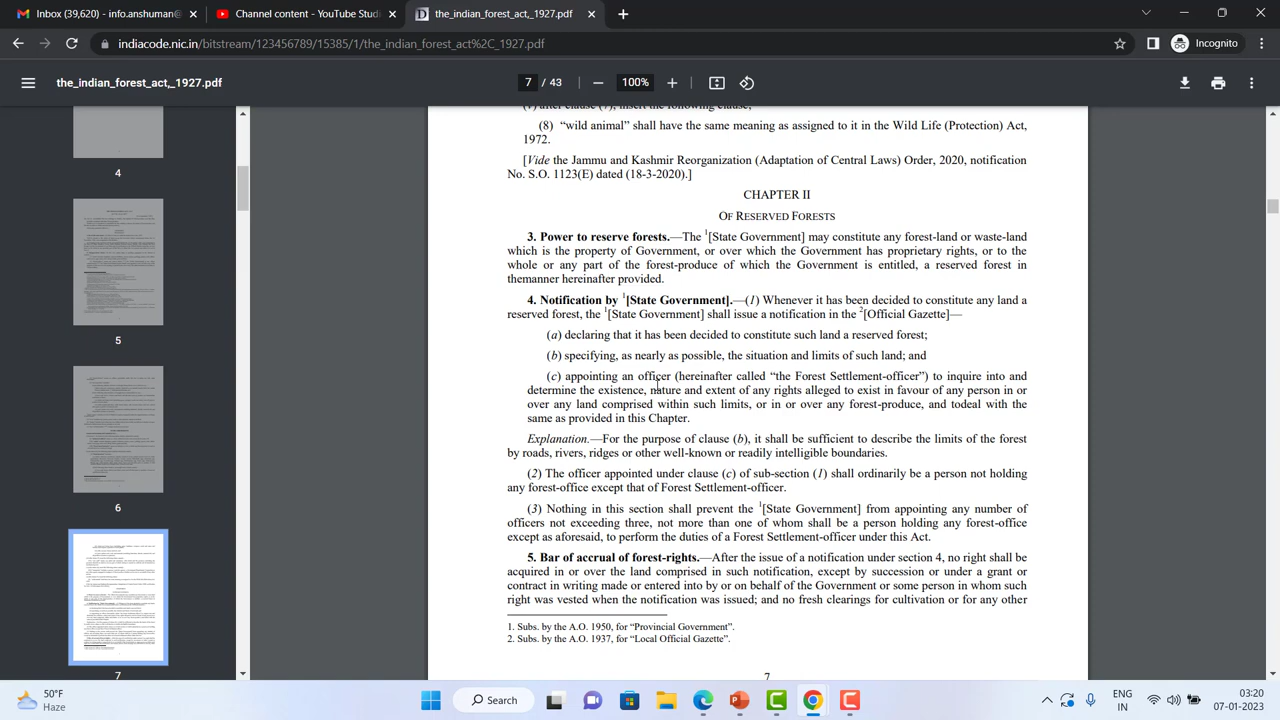 Inbox (39,620) - info.anshuman@
Channel content - YouTube Studi
the_indian_forest_act,_1927.pdf
indiacode.nic.in/bitstream/123456789/15385/1/the_indian_forest_act%2C_1927.pdf
Incognito
the_indian_forest_act,_1927.pdf
7 / 43
100%
4
5
6
7
(v) after clause (7), insert the following clause,
(8) “wild animal” shall have the same meaning as assigned to it in the Wild Life (Protection) Act,
1972.
[Vide the Jammu and Kashmir Reorganization (Adaptation of Central Laws) Order, 2020, notification
No. S.O. 1123(E) dated (18-3-2020).]
CHAPTER II
OF RESERVED FORESTS
3. Power to reserve forests.—The 1[State Government] may constitute any forest-land or waste-land
which is the property of Government, or over which the Government has proprietary rights, or to the
whole or any part of the forest-produce of which the Government is entitled, a reserved forest in
themanner hereinafter provided.
4. Notification by 1[State Government].—(1) Whenever it has been decided to constitute any land a
reserved forest, the 1[State Government] shall issue a notification in the 2[Official Gazette]—
(a) declaring that it has been decided to constitute such land a reserved forest;
(b) specifying, as nearly as possible, the situation and limits of such land; and
(c) appointing an officer (hereinafter called “the Forest Settlement-officer”) to inquire into and
determine the existence, nature and extent of any rights alleged to exist in favour of any person in or
over any land comprised within such limits, or in or over any forest-produce, and todeal with the
same as provided in this Chapter.
Explanation.—For the purpose of clause (b), it shall be sufficient to describe the limits of the forest
by roads, rivers, ridges or other well-known or readily intelligible boundaries.
(2) The officer appointed under clause (c) of sub-section (1) shall ordinarily be a person not holding
any forest-office except that of Forest Settlement-officer.
(3) Nothing in this section shall prevent the 1[State Government] from appointing any number of
officers not exceeding three, not more than one of whom shall be a person holding any forest-office
except as aforesaid, to perform the duties of a Forest Settlement-officer under this Act.
5. Bar of accrual of forest-rights.—After the issue of a notification under section 4, no right shall be
acquired in or over the land comprised in such notification, except by succession or under a grant or
contract in writing made or entered into by or on behalf of the Government or some person in whom such
right was vested when the notification was issued; and no fresh clearings for cultivation or for any other
1. Subs. by the A.O. 1950, for “Provincial Government”.
2. Subs. by the A.O. 1937, for “Local Official Gazette”.
7
50°F
Haze
Search
ENG
IN
03:20
07-01-2023